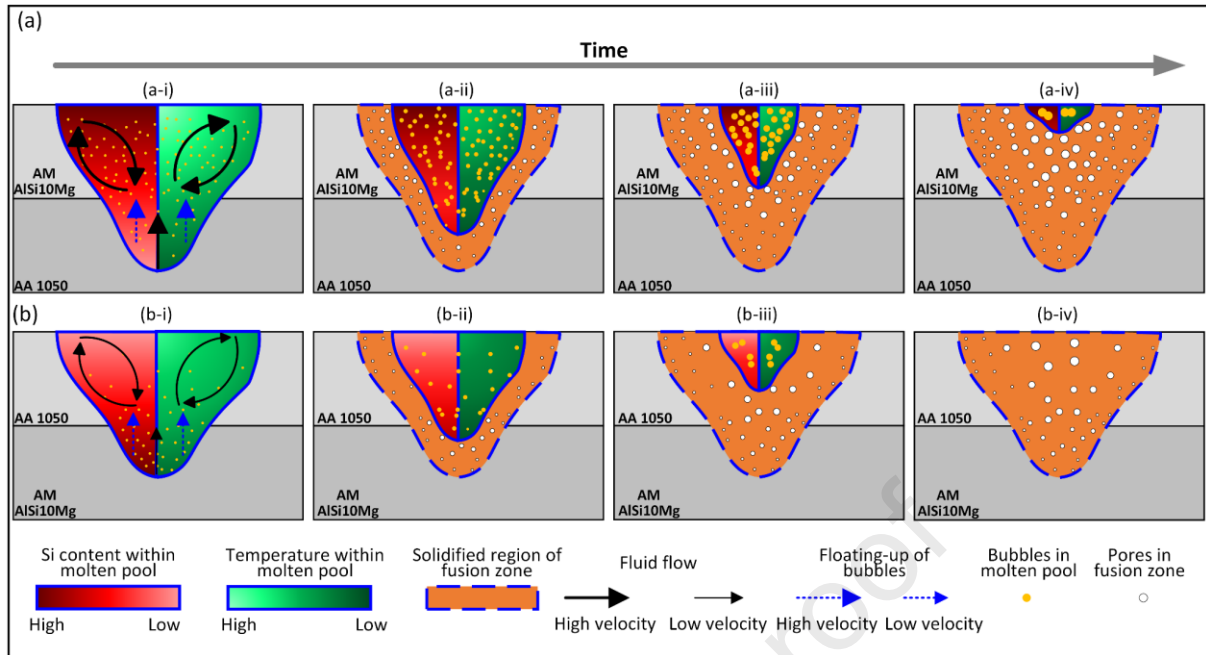 (a)
Time
(a-i)
(a-ii)
(a-iii)
(a-iv)
AM
AlSi10Mg
AA 1050
AM
AlSi10Mg
AA 1050
AM
AlSi10Mg
AA 1050
AM
AlSi10Mg
AA 1050
(b)
(b-i)
(b-ii)
(b-iii)
(b-iv)
AA 1050
AM
AlSi10Mg
AA 1050
AM
AlSi10Mg
AA 1050
AM
AlSi10Mg
AA 1050
AM
AlSi10Mg
Si content within
molten pool
High
Low
Temperature within
molten pool
High
Low
Solidified region of
fusion zone
Fluid flow
High velocity
Low velocity
Floating-up of
bubbles
High velocity
Low velocity
Bubbles in
molten pool
Pores in
fusion zone